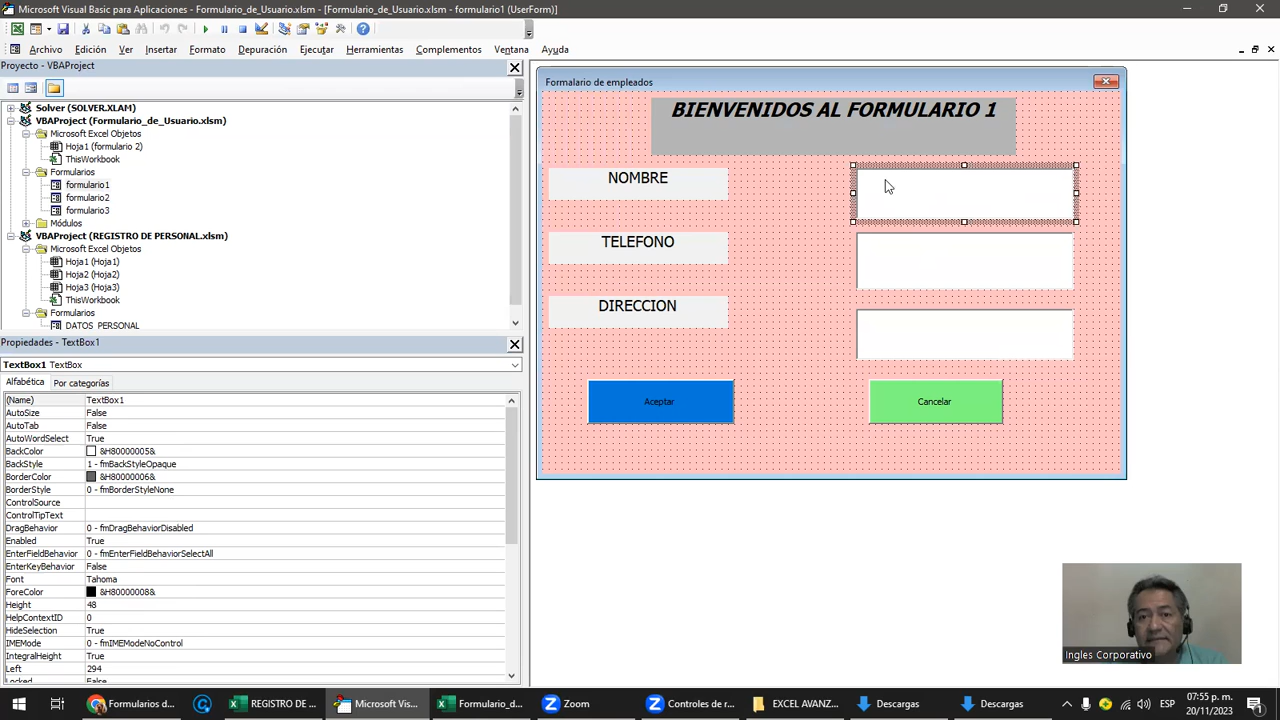 Microsoft Visual Basic para Aplicaciones - Formulario_de_Usuario.xlsm - [Formulario_de_Usuario.xlsm - formulario1 (UserForm)]
Archivo Edición Ver Insertar Formato Depuración Ejecutar Herramientas Complementos Ventana Ayuda
Proyecto - VBAProject
Solver (SOLVER.XLAM)
VBAProject (Formulario_de_Usuario.xlsm)
Microsoft Excel Objetos
Hoja1 (formulario 2)
ThisWorkbook
Formularios
formulario1
formulario2
formulario3
Módulos
VBAProject (REGISTRO DE PERSONAL.xlsm)
Microsoft Excel Objetos
Hoja1 (Hoja1)
Hoja2 (Hoja2)
Hoja3 (Hoja3)
ThisWorkbook
Formularios
DATOS_PERSONAL
Propiedades - TextBox1
TextBox1 TextBox
Alfabética Por categorías
(Name) TextBox1
AutoSize False
AutoTab False
AutoWordSelect True
BackColor &H80000005&
BackStyle 1 - fmBackStyleOpaque
BorderColor &H80000006&
BorderStyle 0 - fmBorderStyleNone
ControlSource
ControlTipText
DragBehavior 0 - fmDragBehaviorDisabled
Enabled True
EnterFieldBehavior 0 - fmEnterFieldBehaviorSelectAll
EnterKeyBehavior False
Font Tahoma
ForeColor &H80000008&
Height 48
HelpContextID 0
HideSelection True
IMEMode 0 - fmIMEModeNoControl
IntegralHeight True
Left 294
Locked False
Formalario de empleados
BIENVENIDOS AL FORMULARIO 1
NOMBRE
TELEFONO
DIRECCION
Aceptar Cancelar
Ingles Corporativo
Formularios d... REGISTRO DE ... Microsoft Vis... Formulario_d... Zoom Controles de r... EXCEL AVANZ... Descargas Descargas ESP 07:55 p. m.
20/11/2023